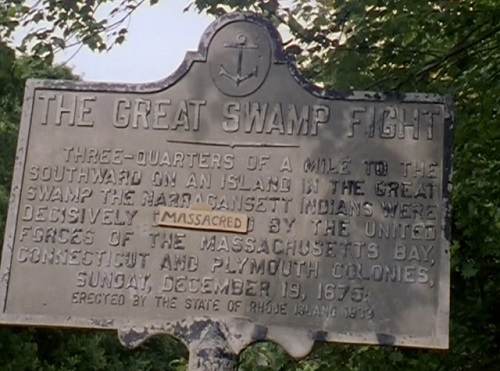 THE GREAT SWAMP FIGHT
THREE-QUARTERS OF A MILE TO THE
SOUTHWARD ON AN ISLAND IN THE GREAT
SWAMP THE NARRAGANSETT INDIANS WERE
DECISIVELY MASSACRED BY THE UNITED
FORCES OF THE MASSACHUSETTS BAY,
CONNECTICUT AND PLYMOUTH COLONIES,
SUNDAY, DECEMBER 19, 1675.
ERECTED BY THE STATE OF RHODE ISLAND